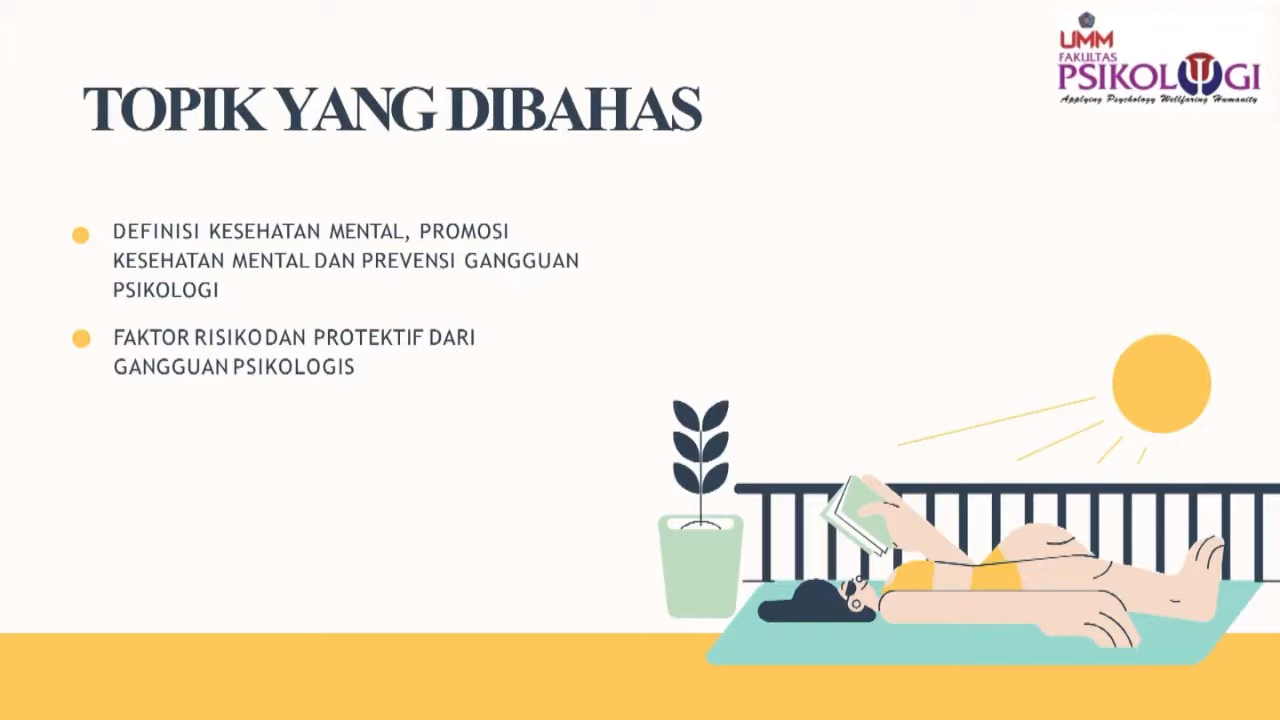 UMM
FAKULTAS
PSIKOLOGI
Applying Psychology Wellfaring Humanity
TOPIK YANG DIBAHAS
DEFINISI KESEHATAN MENTAL, PROMOSI
KESEHATAN MENTAL DAN PREVENSI GANGGUAN
PSIKOLOGI
FAKTOR RISIKO DAN PROTEKTIF DARI
GANGGUAN PSIKOLOGIS